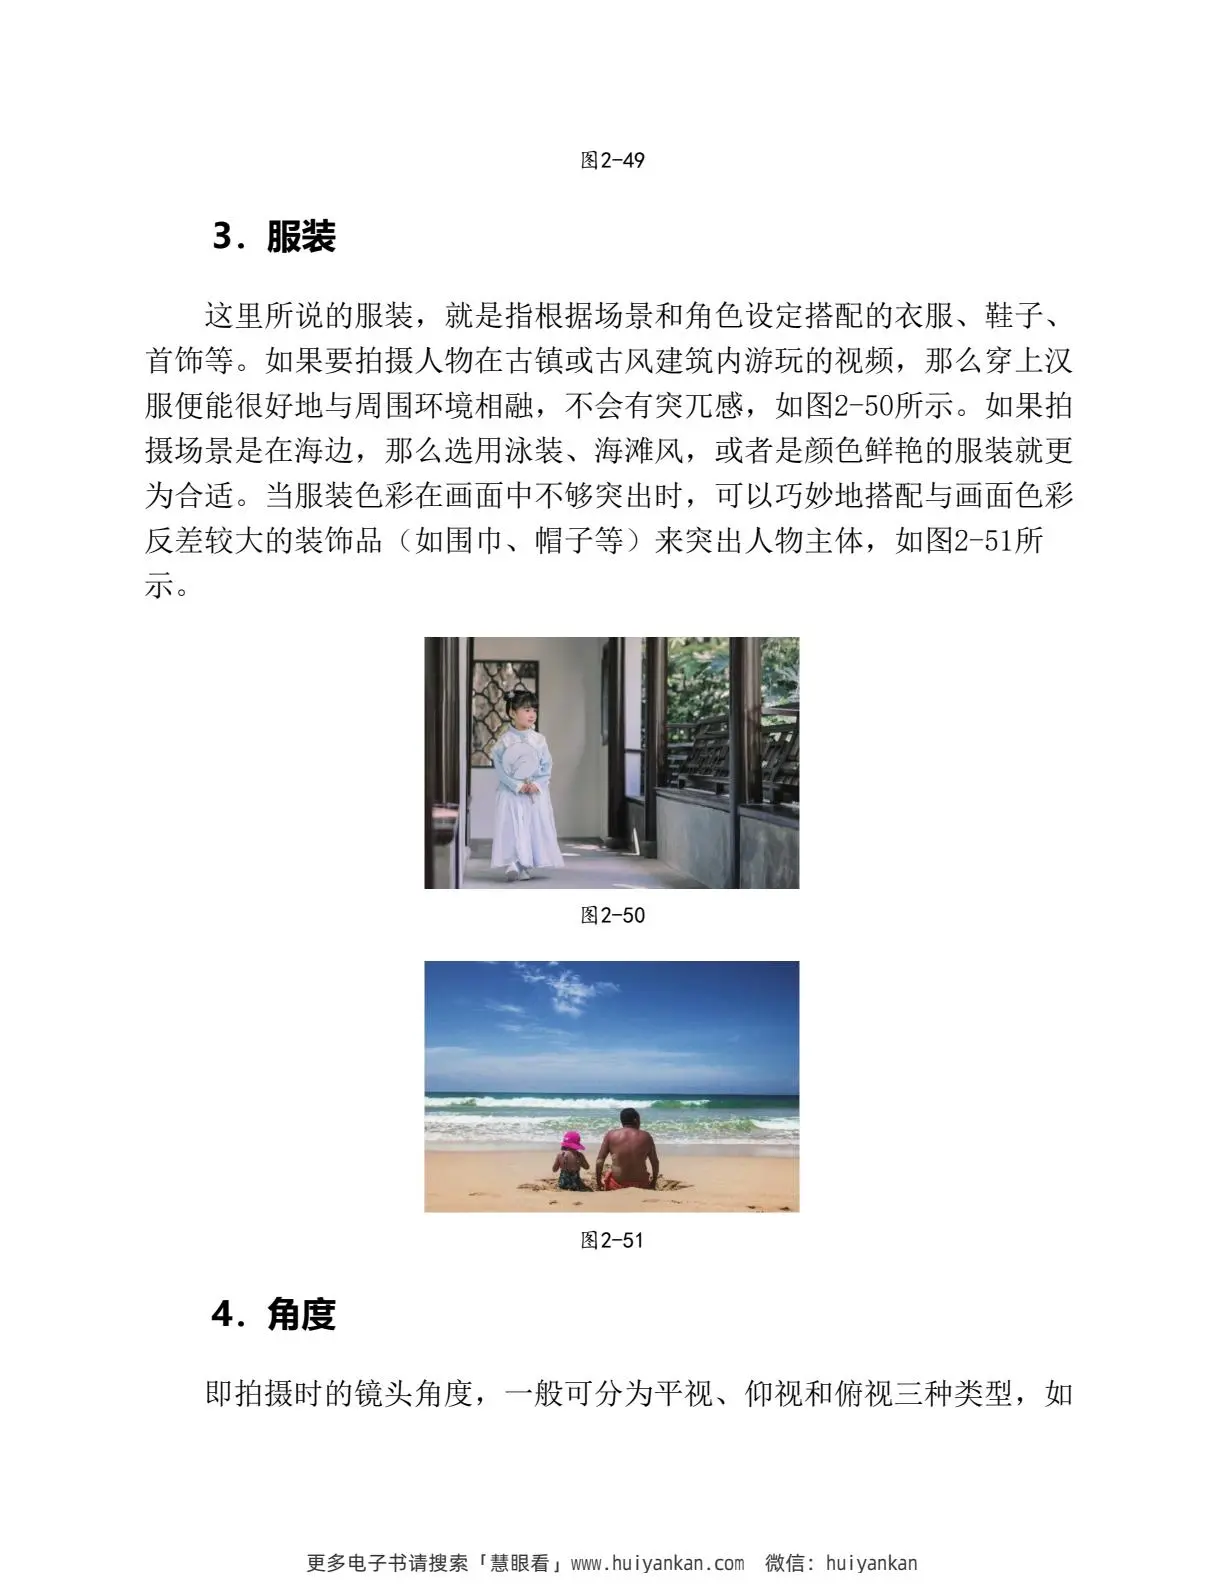 图2-49
3. 服装
这里所说的服装，就是指根据场景和角色设定搭配的衣服、鞋子、
首饰等。如果要拍摄人物在古镇或古风建筑内游玩的视频，那么穿上汉
服便能很好地与周围环境相融，不会有突兀感，如图2-50所示。如果拍
摄场景是在海边，那么选用泳装、海滩风，或者是颜色鲜艳的服装就更
为合适。当服装色彩在画面中不够突出时，可以巧妙地搭配与画面色彩
反差较大的装饰品（如围巾、帽子等）来突出人物主体，如图2-51所
示。
图2-50
图2-51
4. 角度
即拍摄时的镜头角度，一般可分为平视、仰视和俯视三种类型，如
更多电子书请搜索「慧眼看」www.huiyankan.com 微信：huiyankan